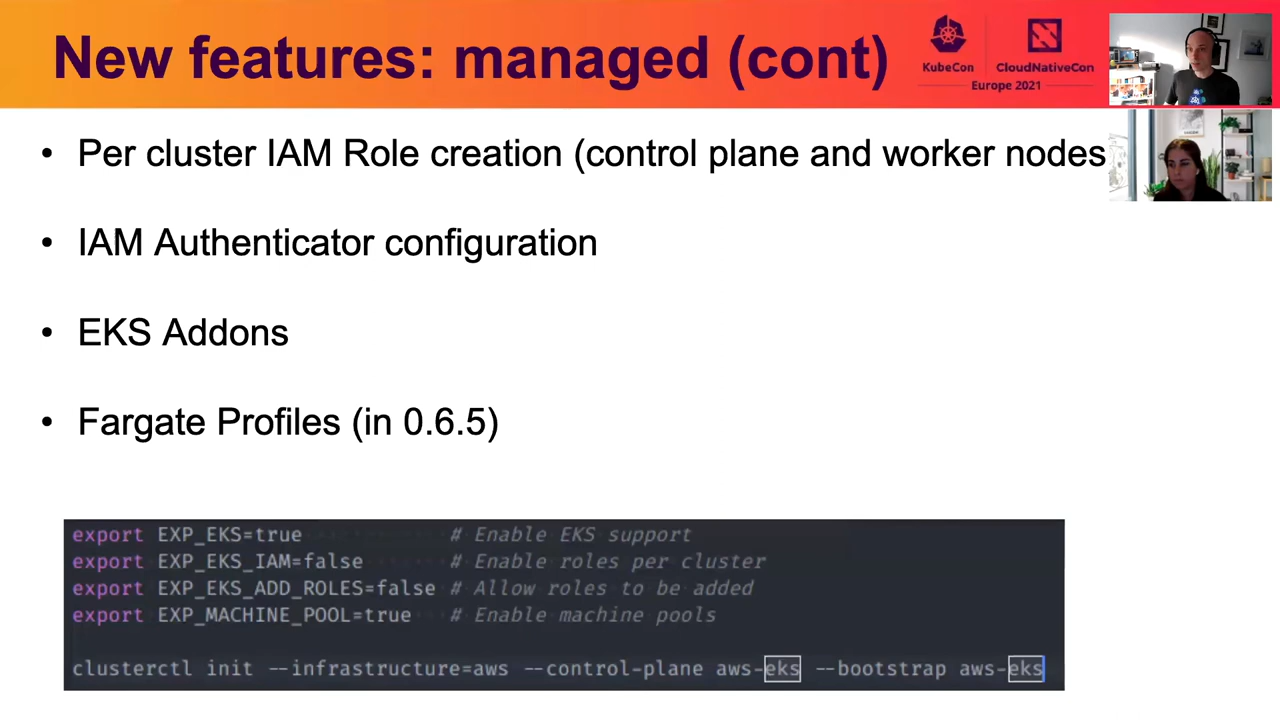 New features: managed (cont)
KubeCon
CloudNativeCon
Europe 2021
• Per cluster IAM Role creation (control plane and worker nodes
• IAM Authenticator configuration
• EKS Addons
• Fargate Profiles (in 0.6.5)
export EXP_EKS=true # Enable EKS support
export EXP_EKS_IAM=false # Enable roles per cluster
export EXP_EKS_ADD_ROLES=false # Allow roles to be added
export EXP_MACHINE_POOL=true # Enable machine pools
clusterctl init --infrastructure=aws --control-plane aws-eks --bootstrap aws-eks